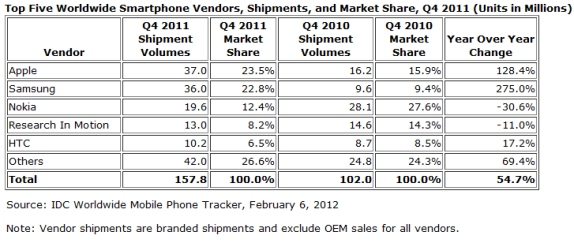 Top Five Worldwide Smartphone Vendors, Shipments, and Market Share, Q4 2011 (Units in Millions)
Vendor Q4 2011 Shipment Volumes Q4 2011 Market Share Q4 2010 Shipment Volumes Q4 2010 Market Share Year Over Year Change
Apple 37.0 23.5% 16.2 15.9% 128.4%
Samsung 36.0 22.8% 9.6 9.4% 275.0%
Nokia 19.6 12.4% 28.1 27.6% -30.6%
Research In Motion 13.0 8.2% 14.6 14.3% -11.0%
HTC 10.2 6.5% 8.7 8.5% 17.2%
Others 42.0 26.6% 24.8 24.3% 69.4%
Total 157.8 100.0% 102.0 100.0% 54.7%
Source: IDC Worldwide Mobile Phone Tracker, February 6, 2012
Note: Vendor shipments are branded shipments and exclude OEM sales for all vendors.